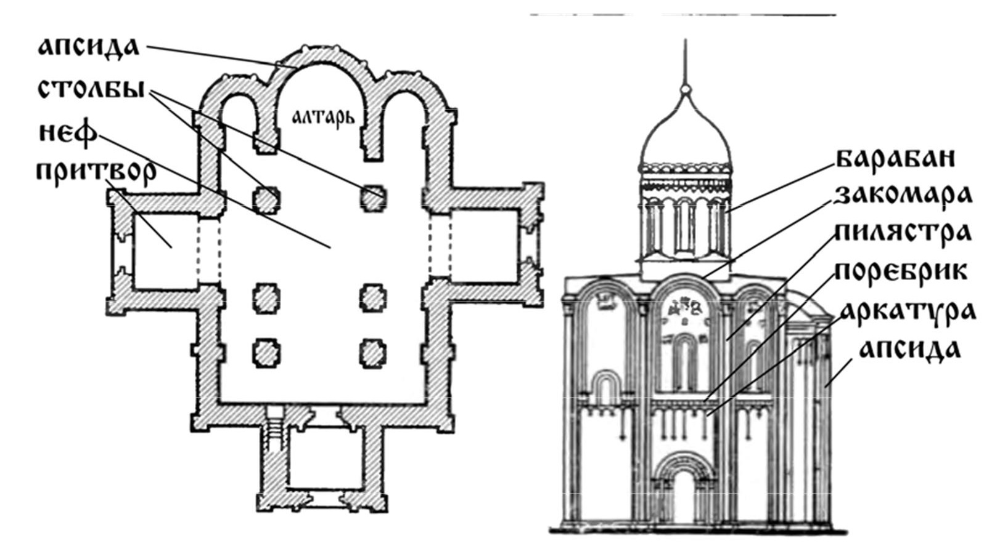 апсида
столбы
неф
притвор
алтарь
барабан
закомара
пилястра
поребрик
аркатура
апсида